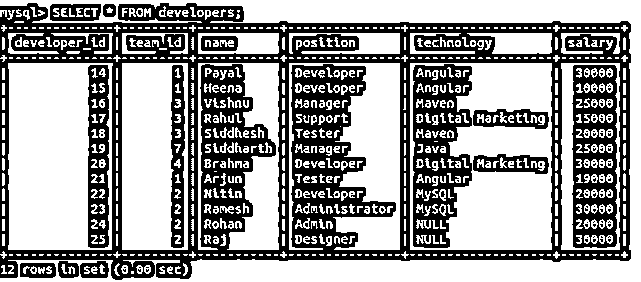 mysql> SELECT * FROM developers;
developer_id team_id name position technology salary
14 1 Payal Developer Angular 30000
15 1 Heena Developer Angular 10000
16 3 Vishnu Manager Maven 25000
17 3 Rahul Support Digital Marketing 15000
18 3 Siddhesh Tester Maven 20000
19 7 Siddharth Manager Java 25000
20 4 Brahma Developer Digital Marketing 30000
21 1 Arjun Tester Angular 19000
22 2 Nitin Developer MySQL 20000
23 2 Ramesh Administrator MySQL 30000
24 2 Rohan Admin NULL 20000
25 2 Raj Designer NULL 30000
12 rows in set (0.00 sec)